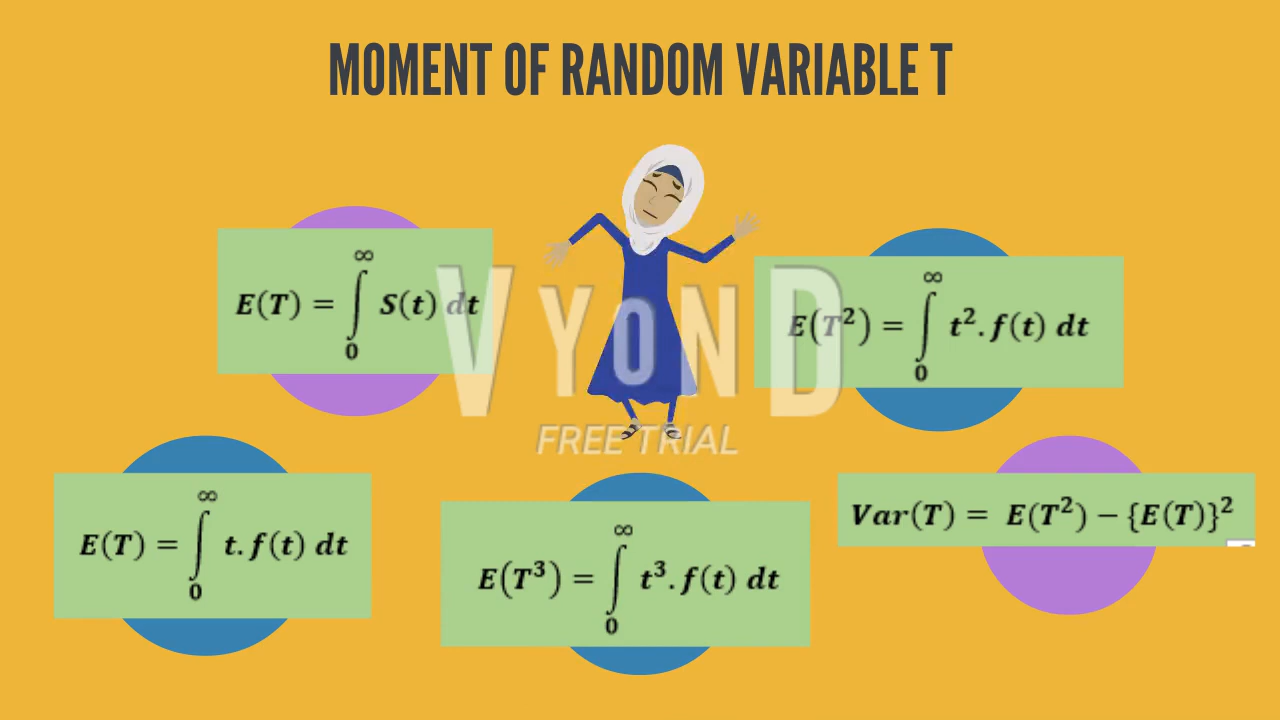 MOMENT OF RANDOM VARIABLE T
E(T) = ∫₀^∞ S(t) dt
E(T²) = ∫₀^∞ t².f(t) dt
VYOND
FREE TRIAL
E(T) = ∫₀^∞ t.f(t) dt
E(T³) = ∫₀^∞ t³.f(t) dt
Var(T) = E(T²) − {E(T)}²